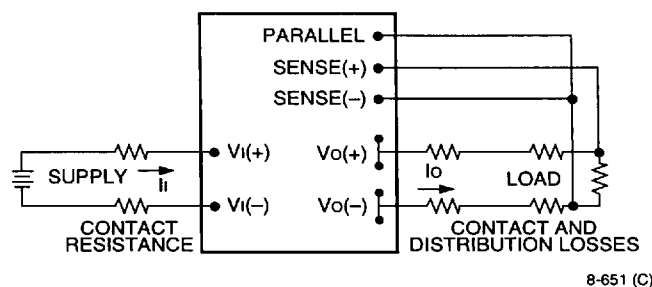 PARALLEL
SENSE(+)
SENSE(–)
VI(+)
VO(+)
SUPPLY
II
IO
LOAD
VI(–)
VO(–)
CONTACT
RESISTANCE
CONTACT AND
DISTRIBUTION LOSSES
8-651 (C)